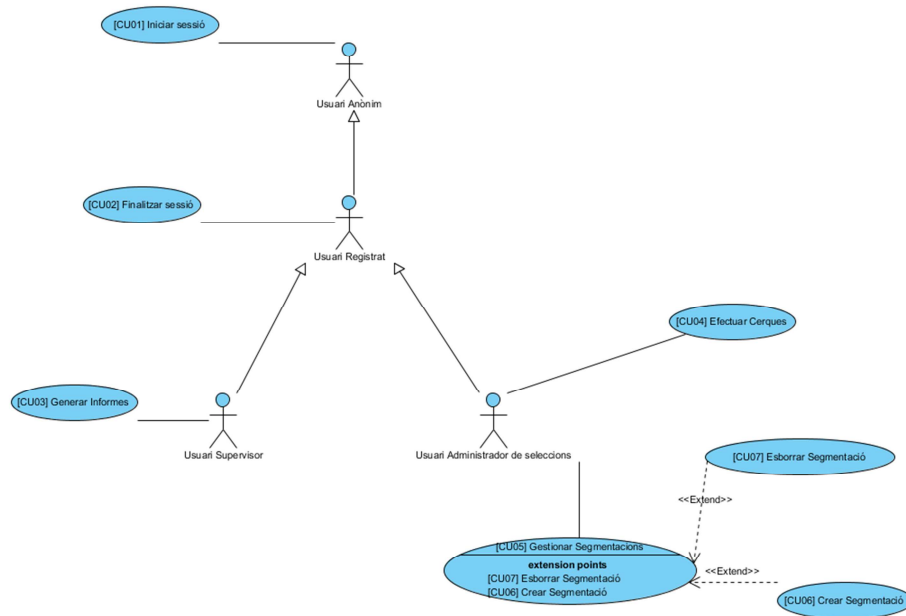 [CU01] Iniciar sessió
Usuari Anònim
[CU02] Finalitzar sessió
Usuari Registrat
[CU04] Efectuar Cerques
[CU03] Generar Informes
Usuari Supervisor
Usuari Administrador de seleccions
[CU07] Esborrar Segmentació
<<Extend>>
[CU05] Gestionar Segmentacions
extension points
[CU07] Esborrar Segmentació
[CU06] Crear Segmentació
<<Extend>>
[CU06] Crear Segmentació